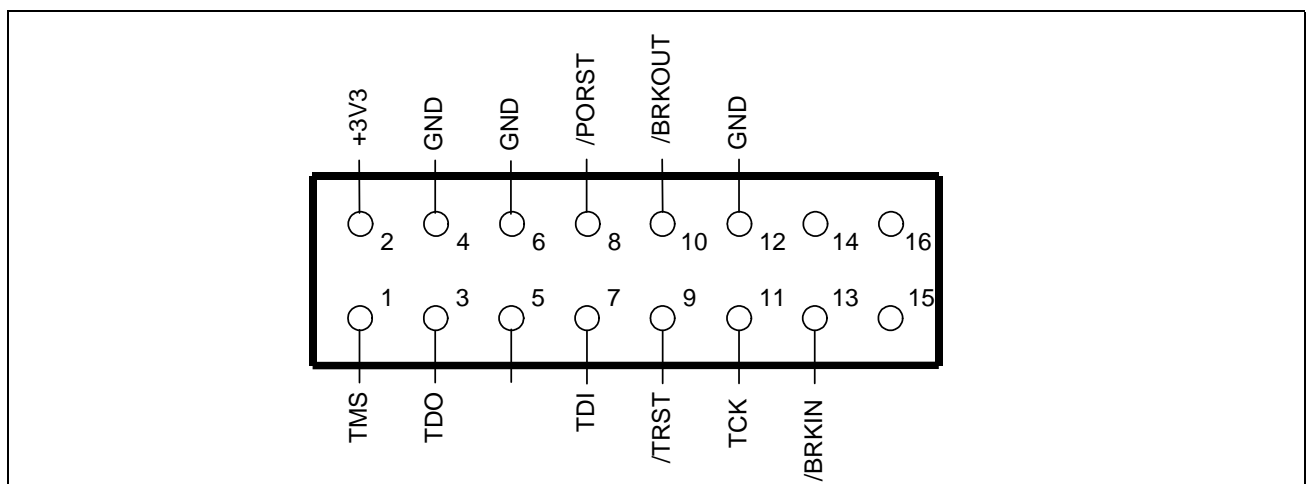 +3V3
GND
GND
/PORST
/BRKOUT
GND
2
4
6
8
10
12
14
16
1
3
5
7
9
11
13
15
TMS
TDO
TDI
/TRST
TCK
/BRKIN